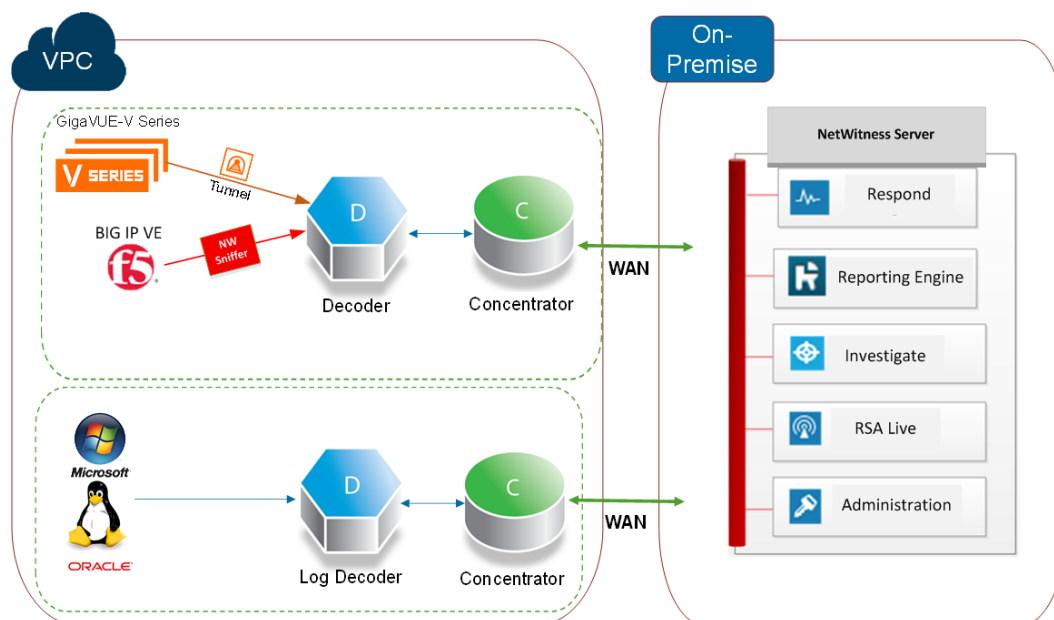 VPC
On-
Premise
GigaVUE-V Series
V SERIES
Tunnel
BIG IP VE
f5
NW
Sniffer
D
Decoder
C
Concentrator
WAN
NetWitness Server
Respond
Reporting Engine
Investigate
RSA Live
Administration
Microsoft
ORACLE
D
Log Decoder
C
Concentrator
WAN